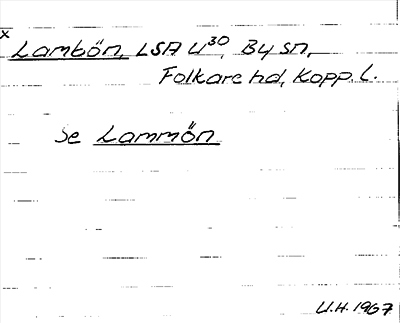 x
Lambön, LSA U30, By sn,
Folkare hd, Kopp. l.
Se Lammön
U.H. 1967